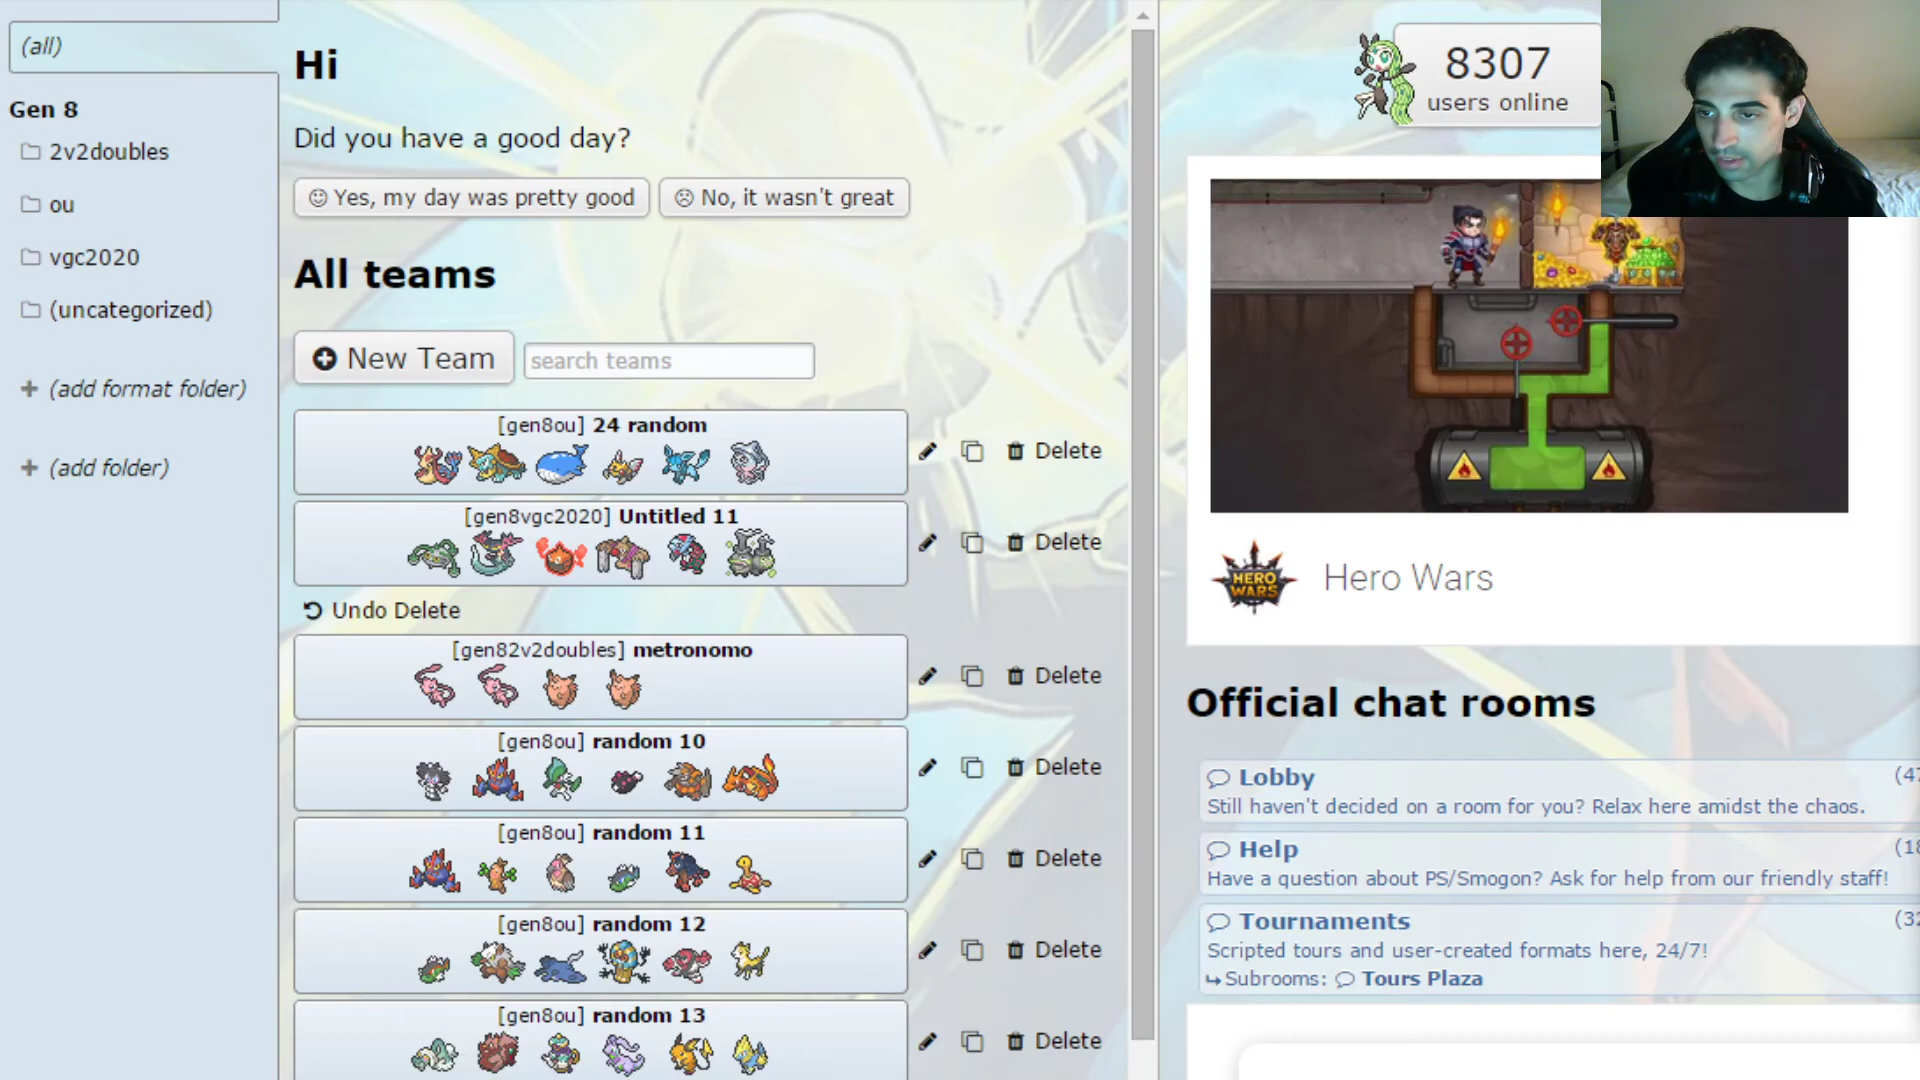 (all)
Gen 8
2v2doubles
ou
vgc2020
(uncategorized)
(add format folder)
(add folder)
Hi
Did you have a good day?
Yes, my day was pretty good
No, it wasn't great
All teams
New Team
search teams
[gen8ou] 24 random
Delete
[gen8vgc2020] Untitled 11
Delete
Undo Delete
[gen82v2doubles] metronomo
Delete
[gen8ou] random 10
Delete
[gen8ou] random 11
Delete
[gen8ou] random 12
Delete
[gen8ou] random 13
Delete
8307
users online
HERO
WARS
Hero Wars
Official chat rooms
Lobby
Still haven't decided on a room for you? Relax here amidst the chaos.
Help
Have a question about PS/Smogon? Ask for help from our friendly staff!
Tournaments
Scripted tours and user-created formats here, 24/7!
Subrooms: Tours Plaza